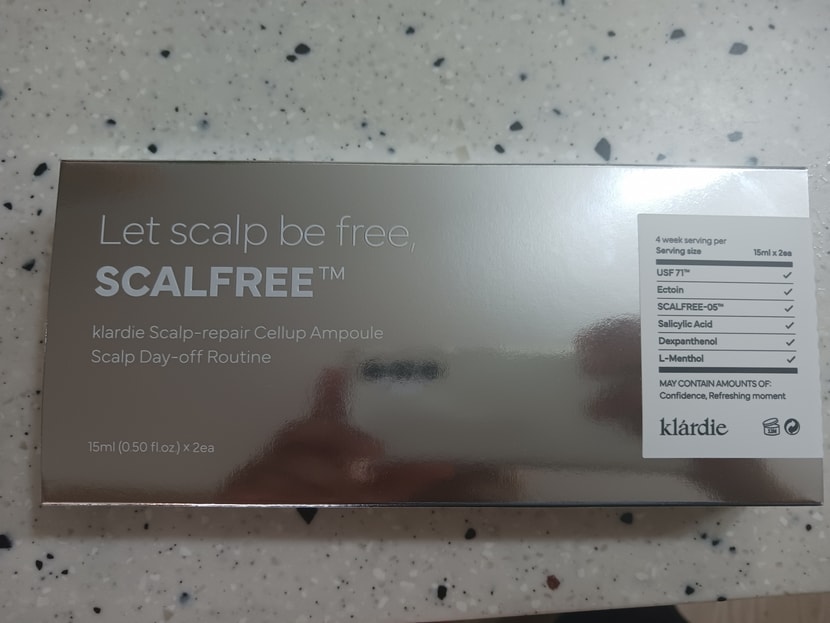 Let scalp be free,
SCALFREE™
klardie Scalp-repair Cellup Ampoule
Scalp Day-off Routine
15ml (0.50 fl.oz.) x 2ea
4 week serving per
Serving size 15ml x 2ea
USF 71™ ✓
Ectoin ✓
SCALFREE-05™ ✓
Salicylic Acid ✓
Dexpanthenol ✓
L-Menthol ✓
MAY CONTAIN AMOUNTS OF:
Confidence, Refreshing moment
klárdie